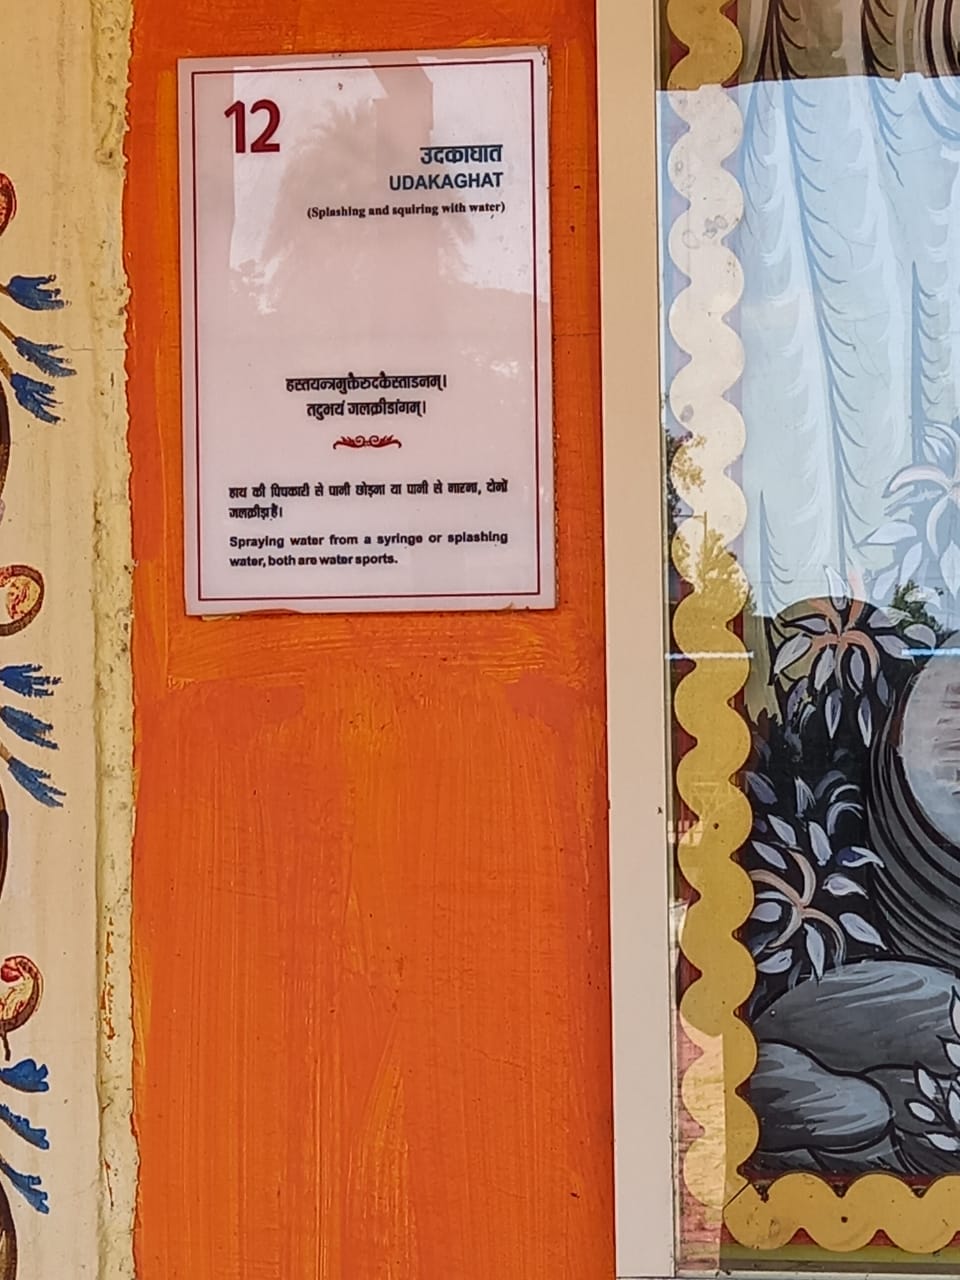 12
उदकाघात
UDAKAGHAT
(Splashing and squiring with water)
हस्तयन्त्रमुक्तैरुदकैस्ताडनम्।
तदुभयं जलक्रीडांगम्।
हाथ की पिचकारी से पानी छोड़ना या पानी से मारना, दोनों
जलक्रीड़ा हैं।
Spraying water from a syringe or splashing
water, both are water sports.